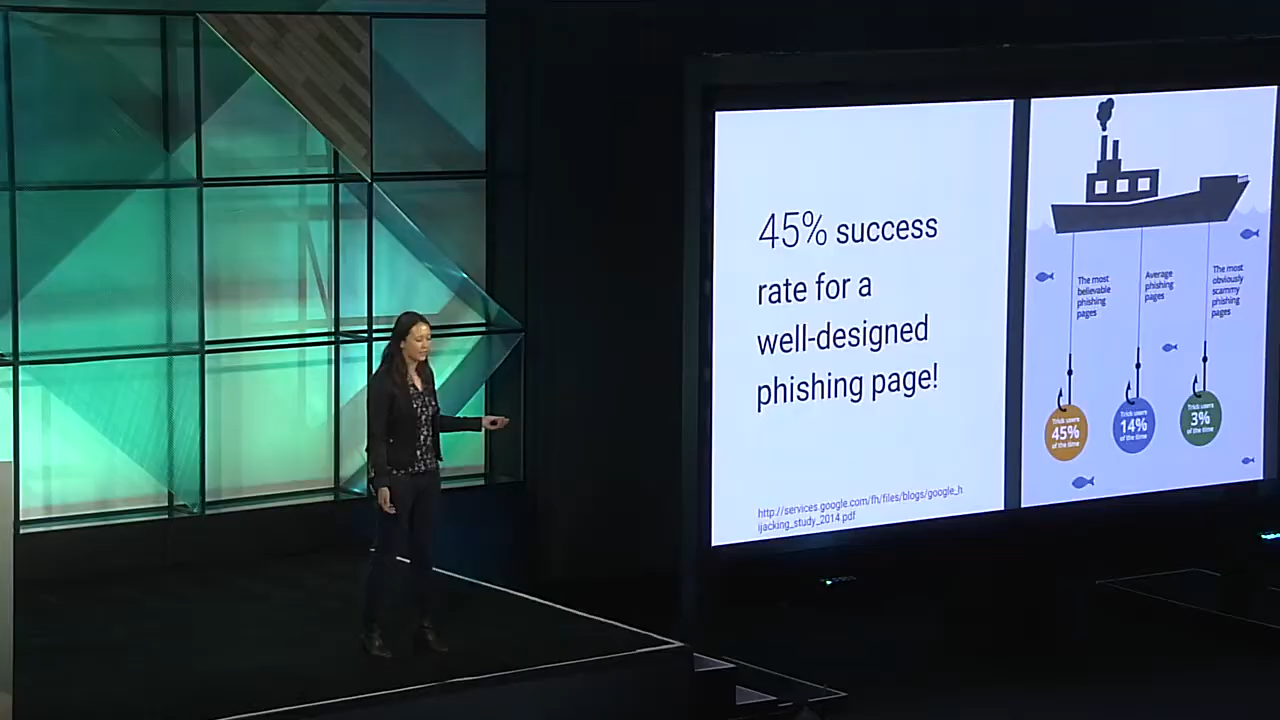 45% success
rate for a
well-designed
phishing page!
http://services.google.com/fh/files/blogs/google_h
ijacking_study_2014.pdf
The most
believable
phishing
pages
Average
phishing
pages
The most
obviously
scammy
phishing
pages
Trick users
45%
of the time
Trick users
14%
of the time
Trick users
3%
of the time